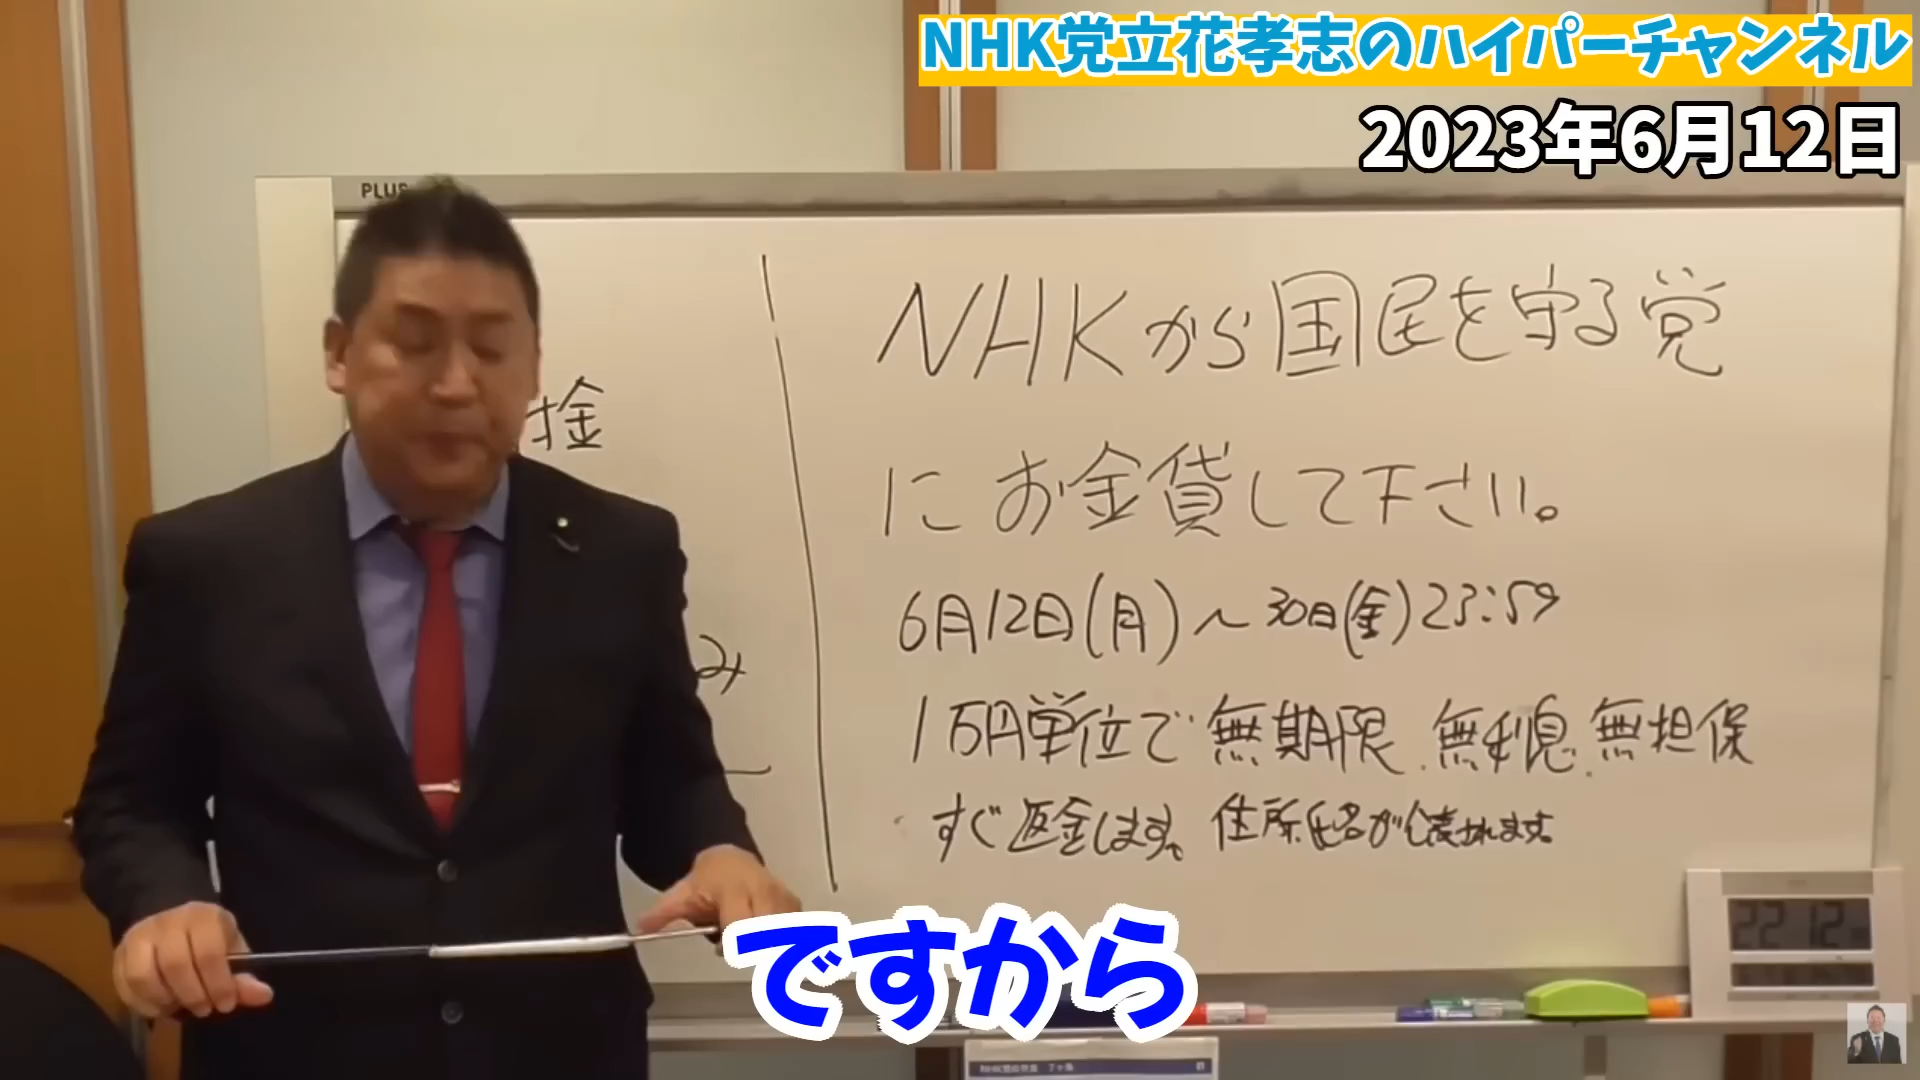 NHK党立花孝志のハイパーチャンネル
2023年6月12日
PLUS
NHKから国民を守る党
にお金貸して下さい。
6月12日(月)～30日(金)23:59
1万円単位で無期限.無利息.無担保
すぐ返金します。住所氏名が公表されます。
金
み
22 12
ですから